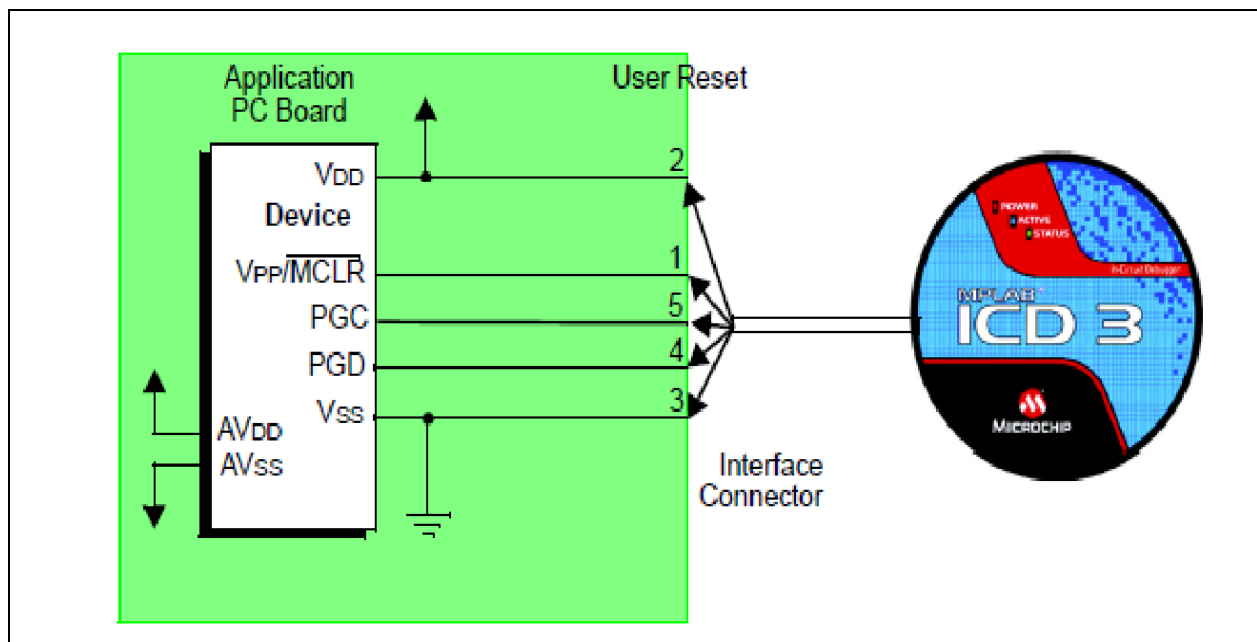 Application
PC Board
User Reset
VDD
2
Device
VPP/MCLR
1
PGC
5
PGD
4
VSS
3
AVDD
AVSS
Interface
Connector
POWER
ACTIVE
STATUS
In-Circuit Debugger
MPLAB
ICD 3
MICROCHIP